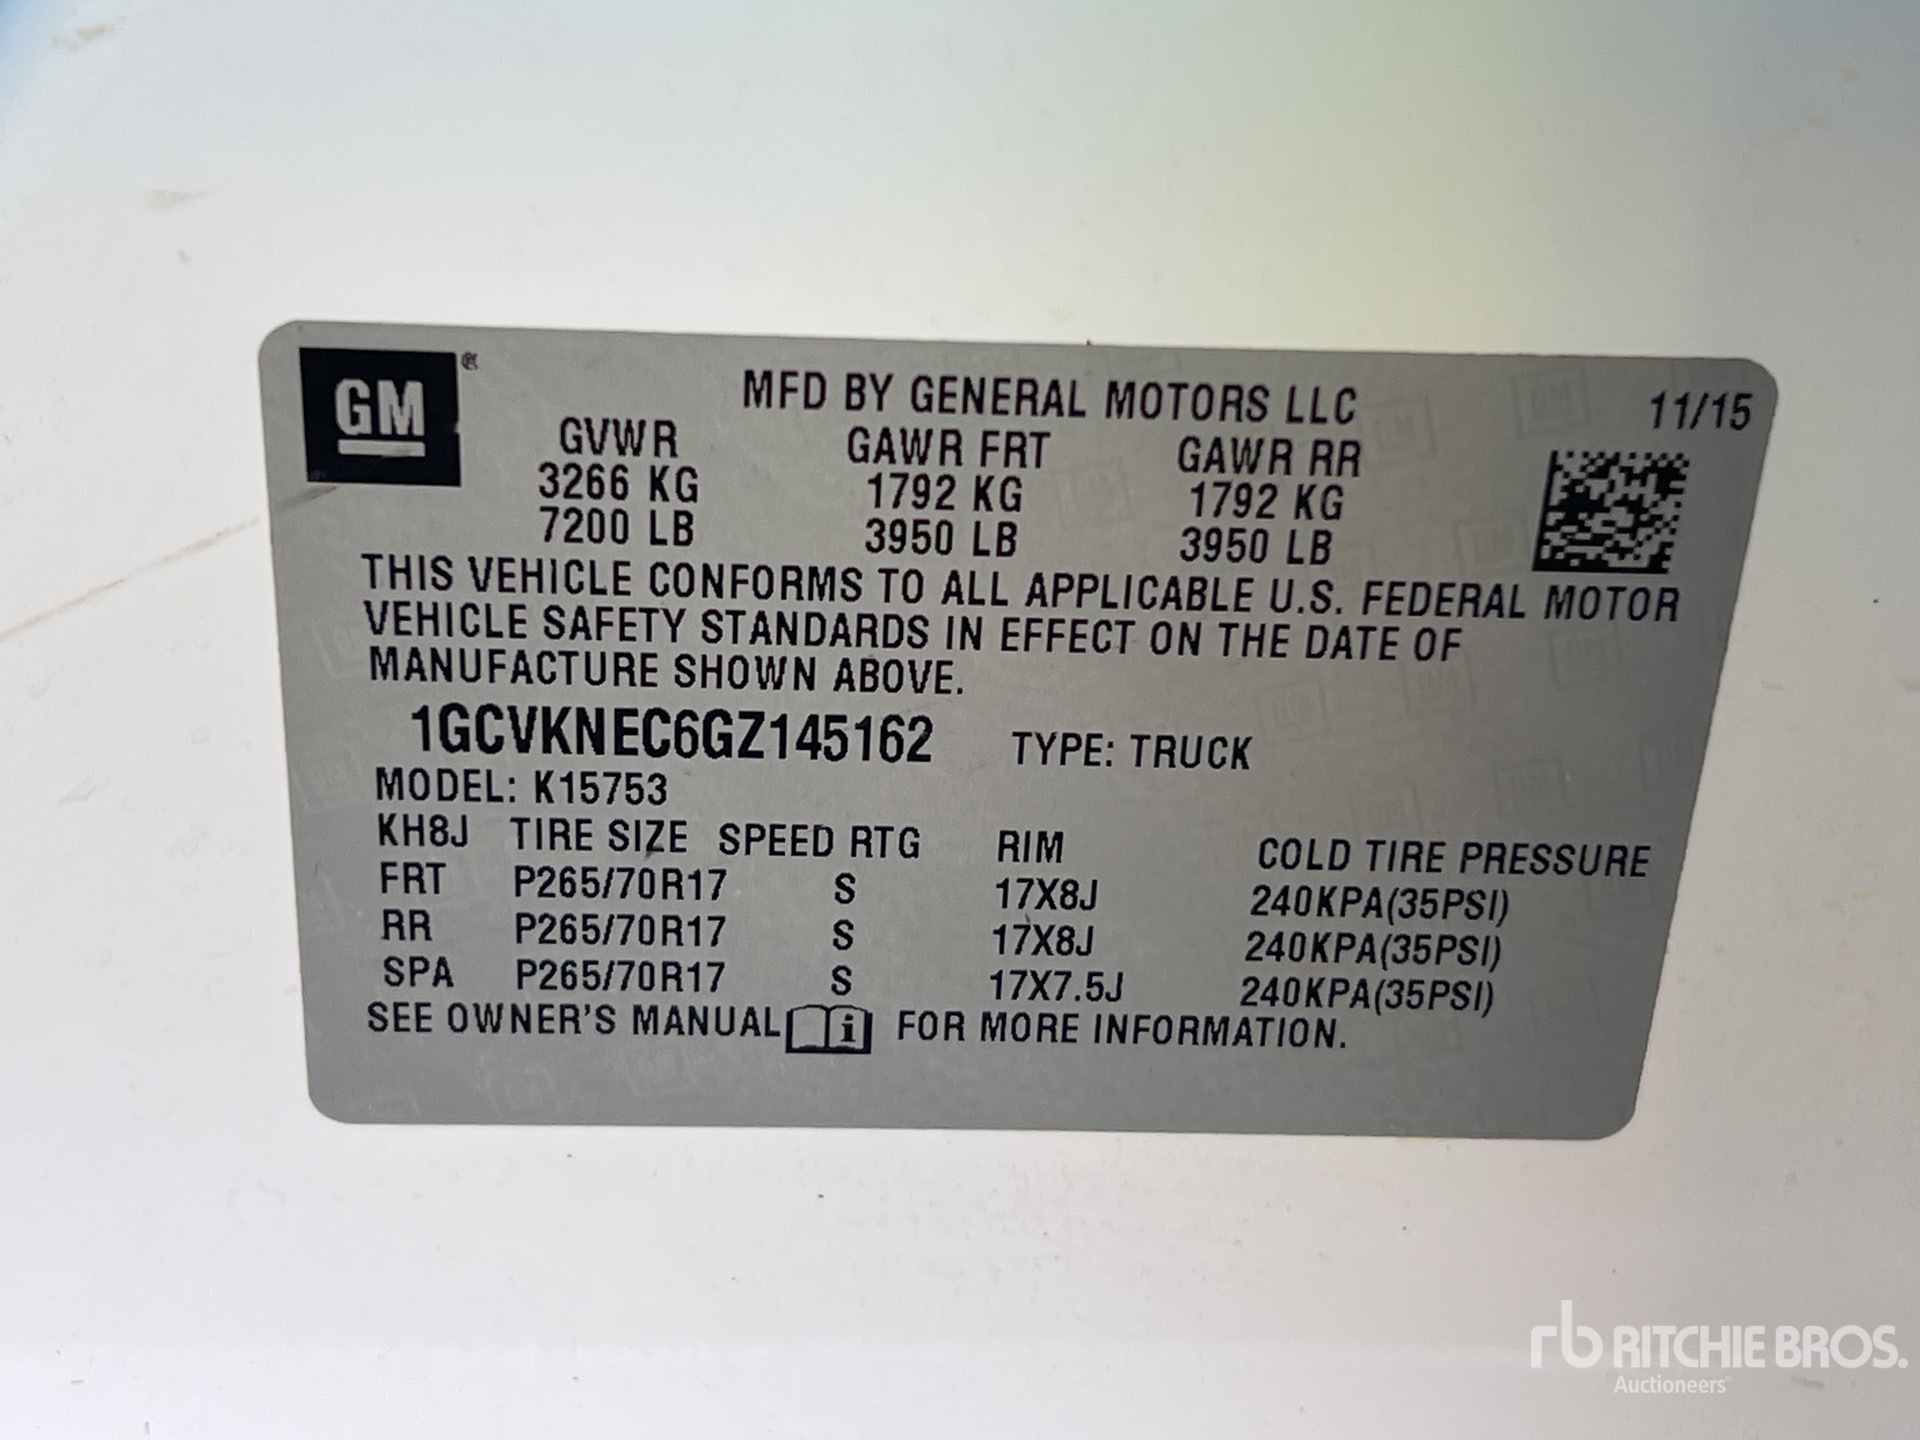 GM
MFD BY GENERAL MOTORS LLC 11/15
GVWR GAWR FRT GAWR RR
3266 KG 1792 KG 1792 KG
7200 LB 3950 LB 3950 LB
THIS VEHICLE CONFORMS TO ALL APPLICABLE U.S. FEDERAL MOTOR
VEHICLE SAFETY STANDARDS IN EFFECT ON THE DATE OF
MANUFACTURE SHOWN ABOVE.
1GCVKNEC6GZ145162 TYPE: TRUCK
MODEL: K15753
KH8J TIRE SIZE SPEED RTG RIM COLD TIRE PRESSURE
FRT P265/70R17 S 17X8J 240KPA(35PSI)
RR P265/70R17 S 17X8J 240KPA(35PSI)
SPA P265/70R17 S 17X7.5J 240KPA(35PSI)
SEE OWNER'S MANUAL i FOR MORE INFORMATION.
rb RITCHIE BROS.
Auctioneers